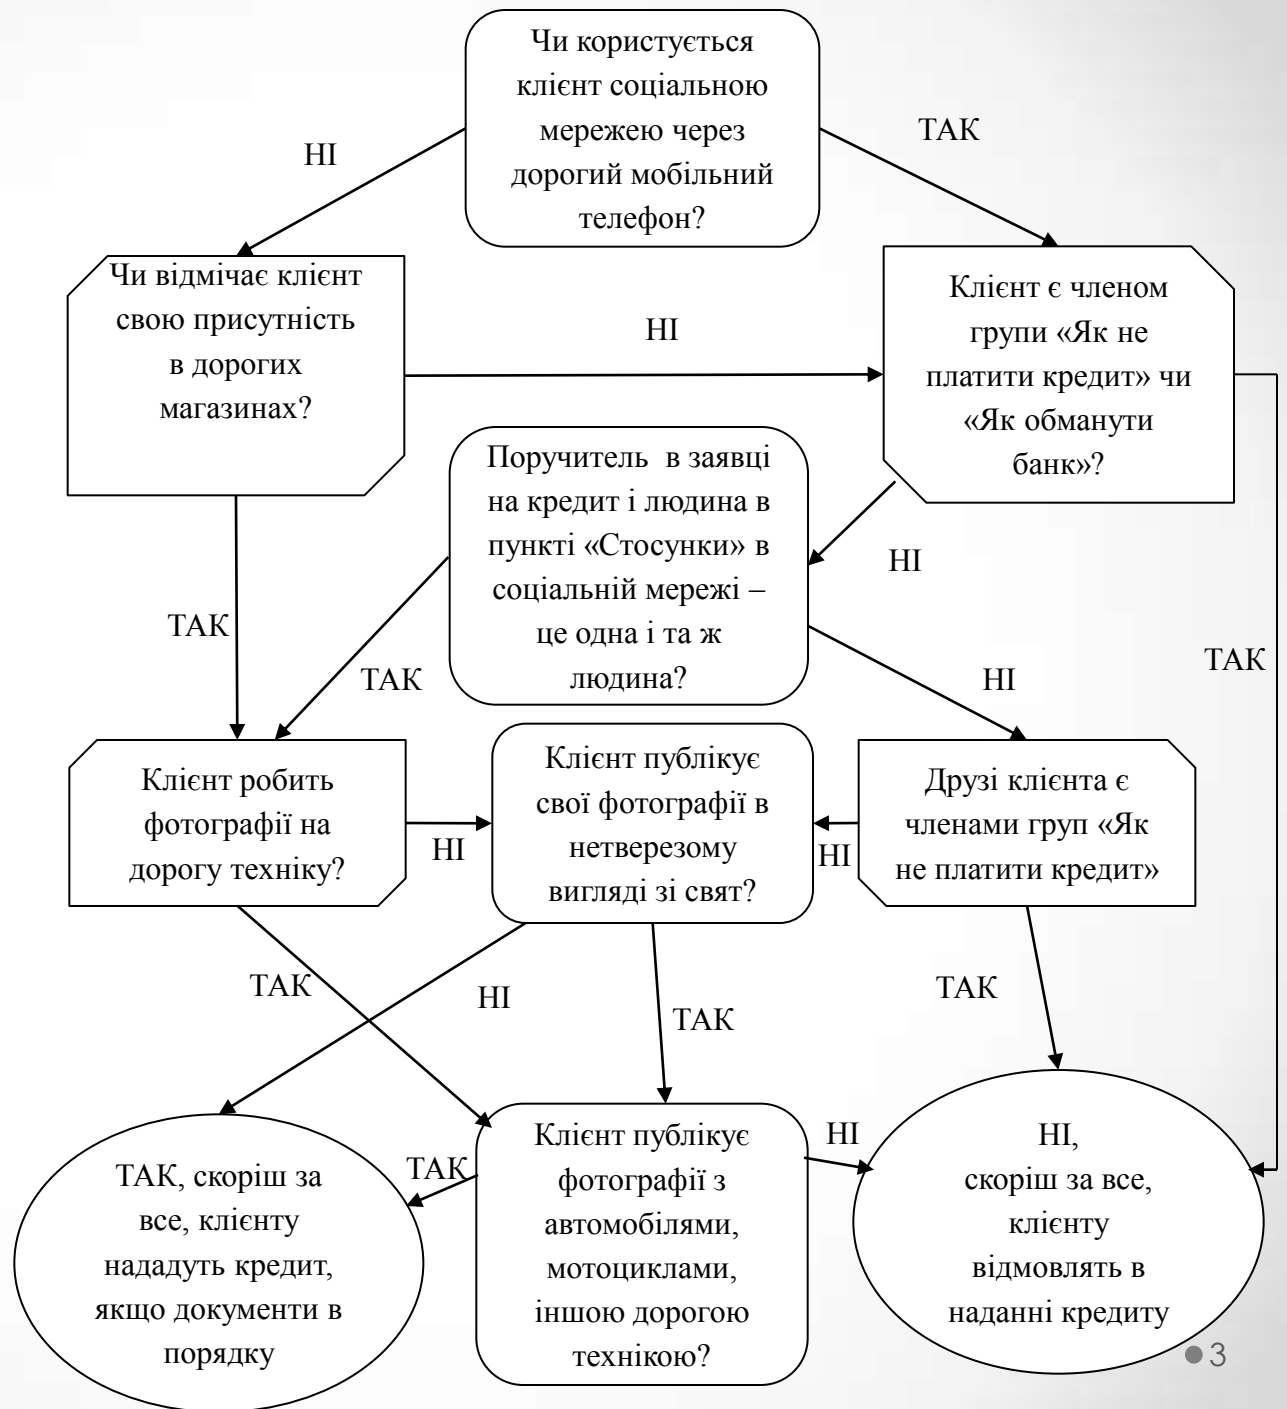 Чи користується
клієнт соціальною
мережею через
дорогий мобільний
телефон?
НІ
ТАК
Чи відмічає клієнт
свою присутність
в дорогих
магазинах?
НІ
Клієнт є членом
групи «Як не
платити кредит» чи
«Як обманути
банк»?
Поручитель в заявці
на кредит і людина в
пункті «Стосунки» в
соціальній мережі –
це одна і та ж
людина?
НІ
ТАК
ТАК
НІ
ТАК
Клієнт робить
фотографії на
дорогу техніку?
НІ
Клієнт публікує
свої фотографії в
нетверезому
вигляді зі свят?
НІ
Друзі клієнта є
членами груп «Як
не платити кредит»
ТАК
НІ
ТАК
ТАК
ТАК, скоріш за
все, клієнту
нададуть кредит,
якщо документи в
порядку
ТАК
Клієнт публікує
фотографії з
автомобілями,
мотоциклами,
іншою дорогою
технікою?
НІ
НІ,
скоріш за все,
клієнту
відмовлять в
наданні кредиту
3